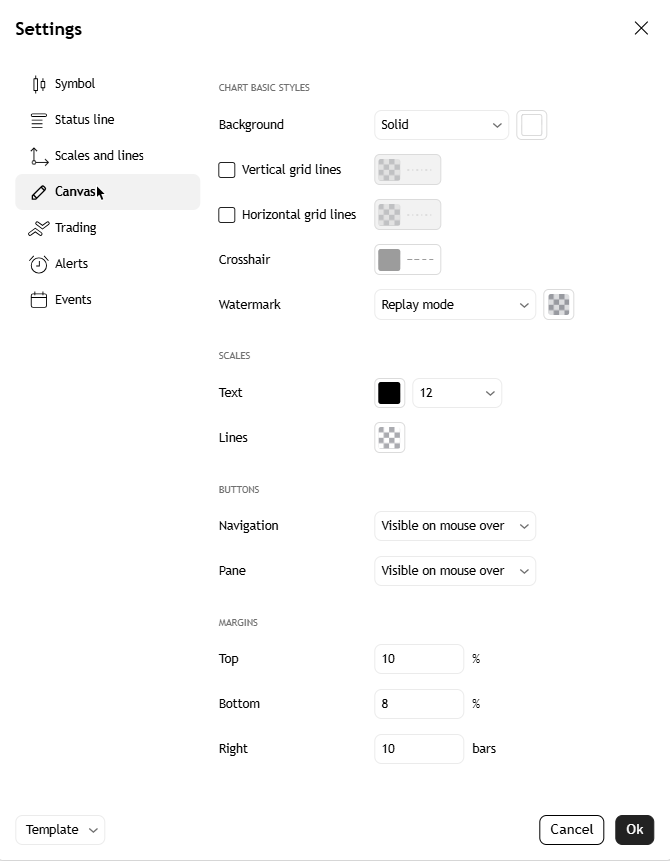 Settings
Symbol
Status line
Scales and lines
Canvas
Trading
Alerts
Events
CHART BASIC STYLES
Background Solid
Vertical grid lines
Horizontal grid lines
Crosshair
Watermark Replay mode
SCALES
Text 12
Lines
BUTTONS
Navigation Visible on mouse over
Pane Visible on mouse over
MARGINS
Top 10 %
Bottom 8 %
Right 10 bars
Template Cancel Ok